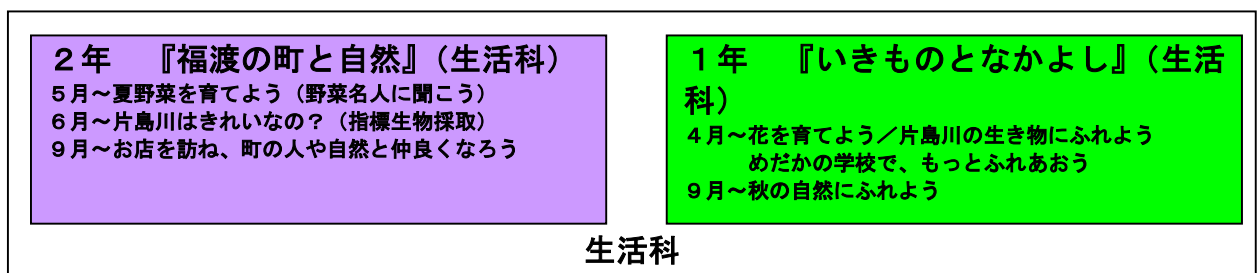 ２年　『福渡の町と自然』（生活科）
５月～夏野菜を育てよう（野菜名人に聞こう）
６月～片島川はきれいなの？（指標生物採取）
９月～お店を訪ね、町の人や自然と仲良くなろう
１年　『いきものとなかよし』（生活
科）
４月～花を育てよう／片島川の生き物にふれよう
めだかの学校で、もっとふれあおう
９月～秋の自然にふれよう
生活科